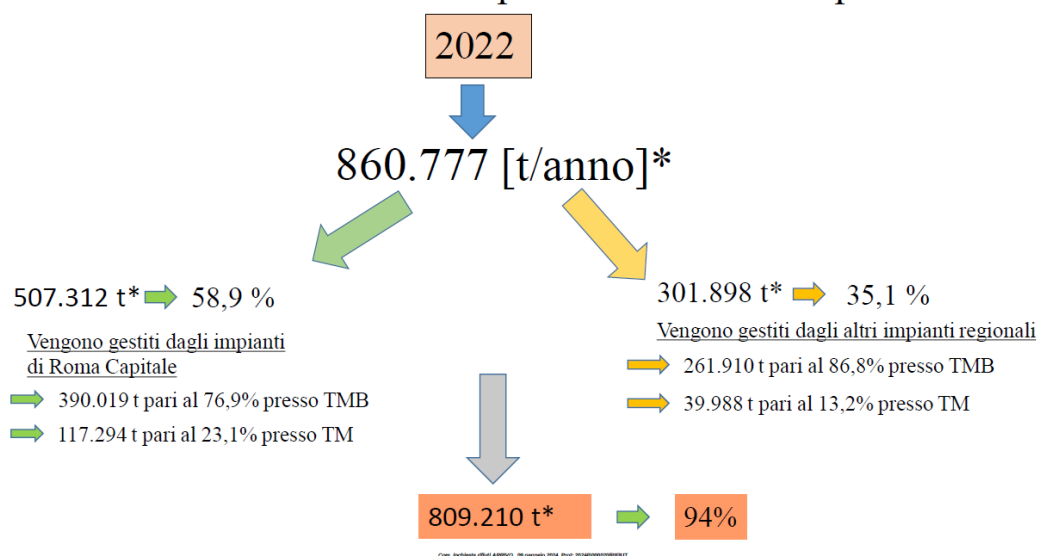 2022
860.777 [t/anno]*
507.312 t* 58,9 %
Vengono gestiti dagli impianti
di Roma Capitale
390.019 t pari al 76,9% presso TMB
117.294 t pari al 23,1% presso TM
301.898 t* 35,1 %
Vengono gestiti dagli altri impianti regionali
261.910 t pari al 86,8% presso TMB
39.988 t pari al 13,2% presso TM
809.210 t* 94%